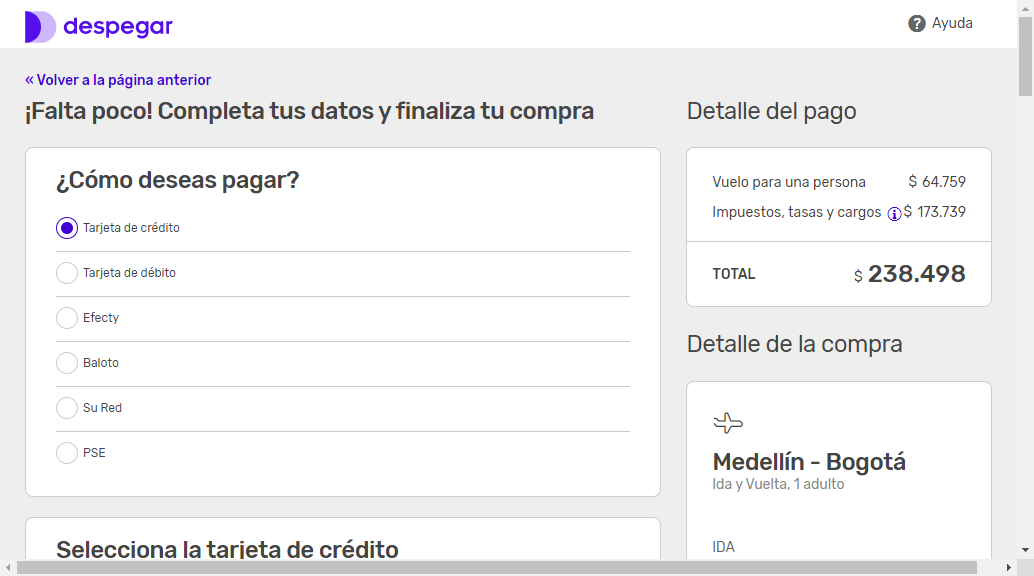 despegar
Ayuda
« Volver a la página anterior
¡Falta poco! Completa tus datos y finaliza tu compra
¿Cómo deseas pagar?
Tarjeta de crédito
Tarjeta de débito
Efecty
Baloto
Su Red
PSE
Selecciona la tarjeta de crédito
Detalle del pago
Vuelo para una persona $ 64.759
Impuestos, tasas y cargos $ 173.739
TOTAL $ 238.498
Detalle de la compra
Medellín - Bogotá
Ida y Vuelta, 1 adulto
IDA